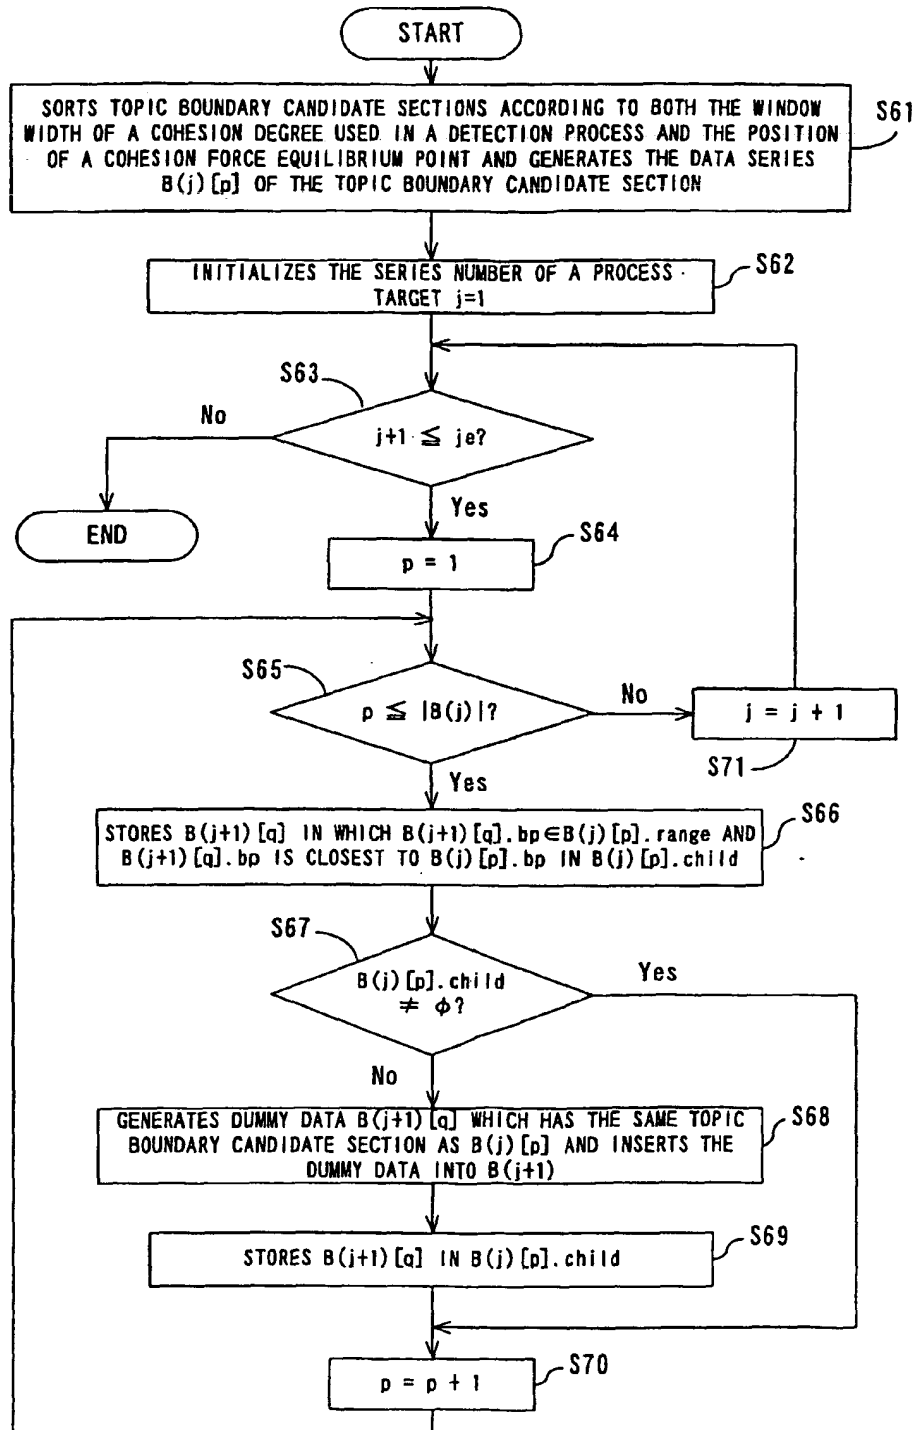 START
SORTS TOPIC BOUNDARY CANDIDATE SECTIONS ACCORDING TO BOTH THE WINDOW
WIDTH OF A COHESION DEGREE USED IN A DETECTION PROCESS AND THE POSITION
OF A COHESION FORCE EQUILIBRIUM POINT AND GENERATES THE DATA SERIES
B(j)[p] OF THE TOPIC BOUNDARY CANDIDATE SECTION
S61
INITIALIZES THE SERIES NUMBER OF A PROCESS
TARGET j=1
S62
S63
j+1 ≦ je?
No
END
Yes
p = 1
S64
S65
p ≦ |B(j)|?
No
j = j + 1
S71
Yes
STORES B(j+1)[q] IN WHICH B(j+1)[q].bp∈B(j)[p].range AND
B(j+1)[q].bp IS CLOSEST TO B(j)[p].bp IN B(j)[p].child
S66
S67
B(j)[p].child
≠ φ?
Yes
No
GENERATES DUMMY DATA B(j+1)[q] WHICH HAS THE SAME TOPIC
BOUNDARY CANDIDATE SECTION AS B(j)[p] AND INSERTS THE
DUMMY DATA INTO B(j+1)
S68
STORES B(j+1)[q] IN B(j)[p].child
S69
p = p + 1
S70